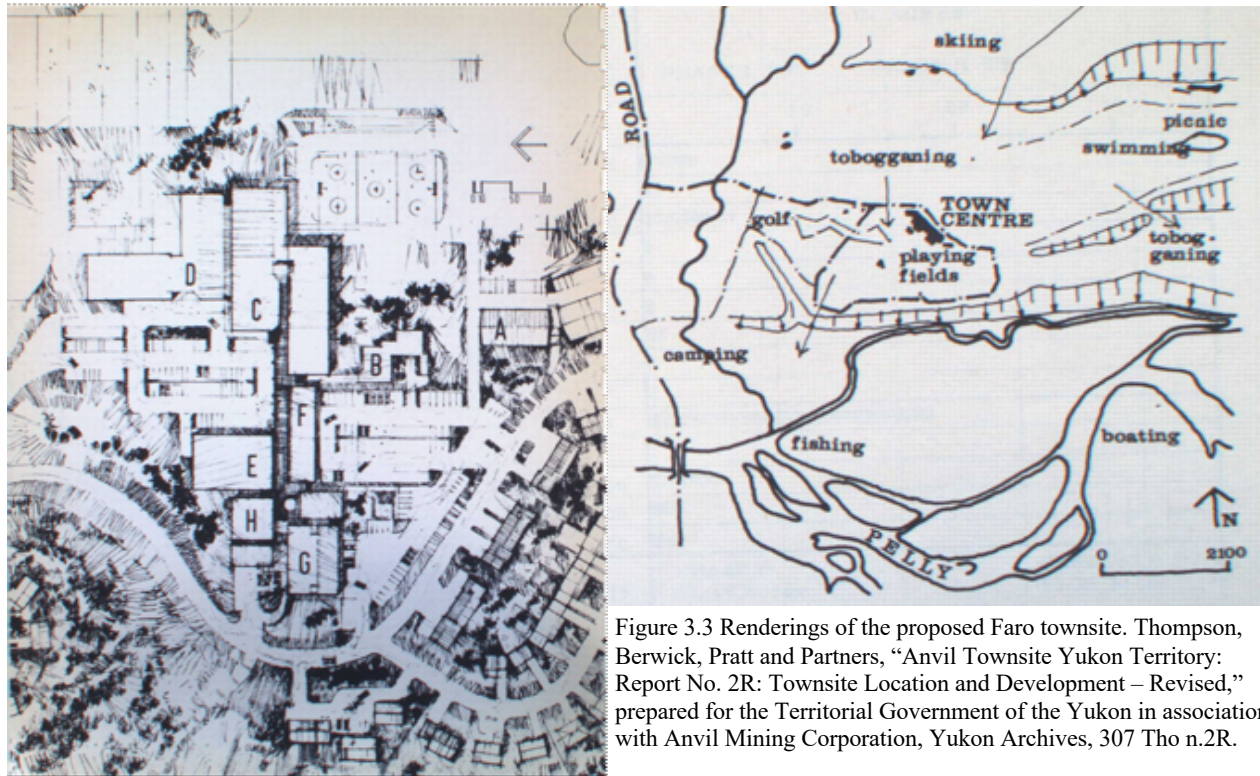 D
C
A
B
F
E
H
G
skiing
ROAD
picnic
swimming
tobogganing
TOWN
CENTRE
golf
playing
fields
tobog-
ganing
camping
fishing
boating
PELLY
N
0 2100
Figure 3.3 Renderings of the proposed Faro townsite. Thompson,
Berwick, Pratt and Partners, “Anvil Townsite Yukon Territory:
Report No. 2R: Townsite Location and Development – Revised,”
prepared for the Territorial Government of the Yukon in association
with Anvil Mining Corporation, Yukon Archives, 307 Tho n.2R.